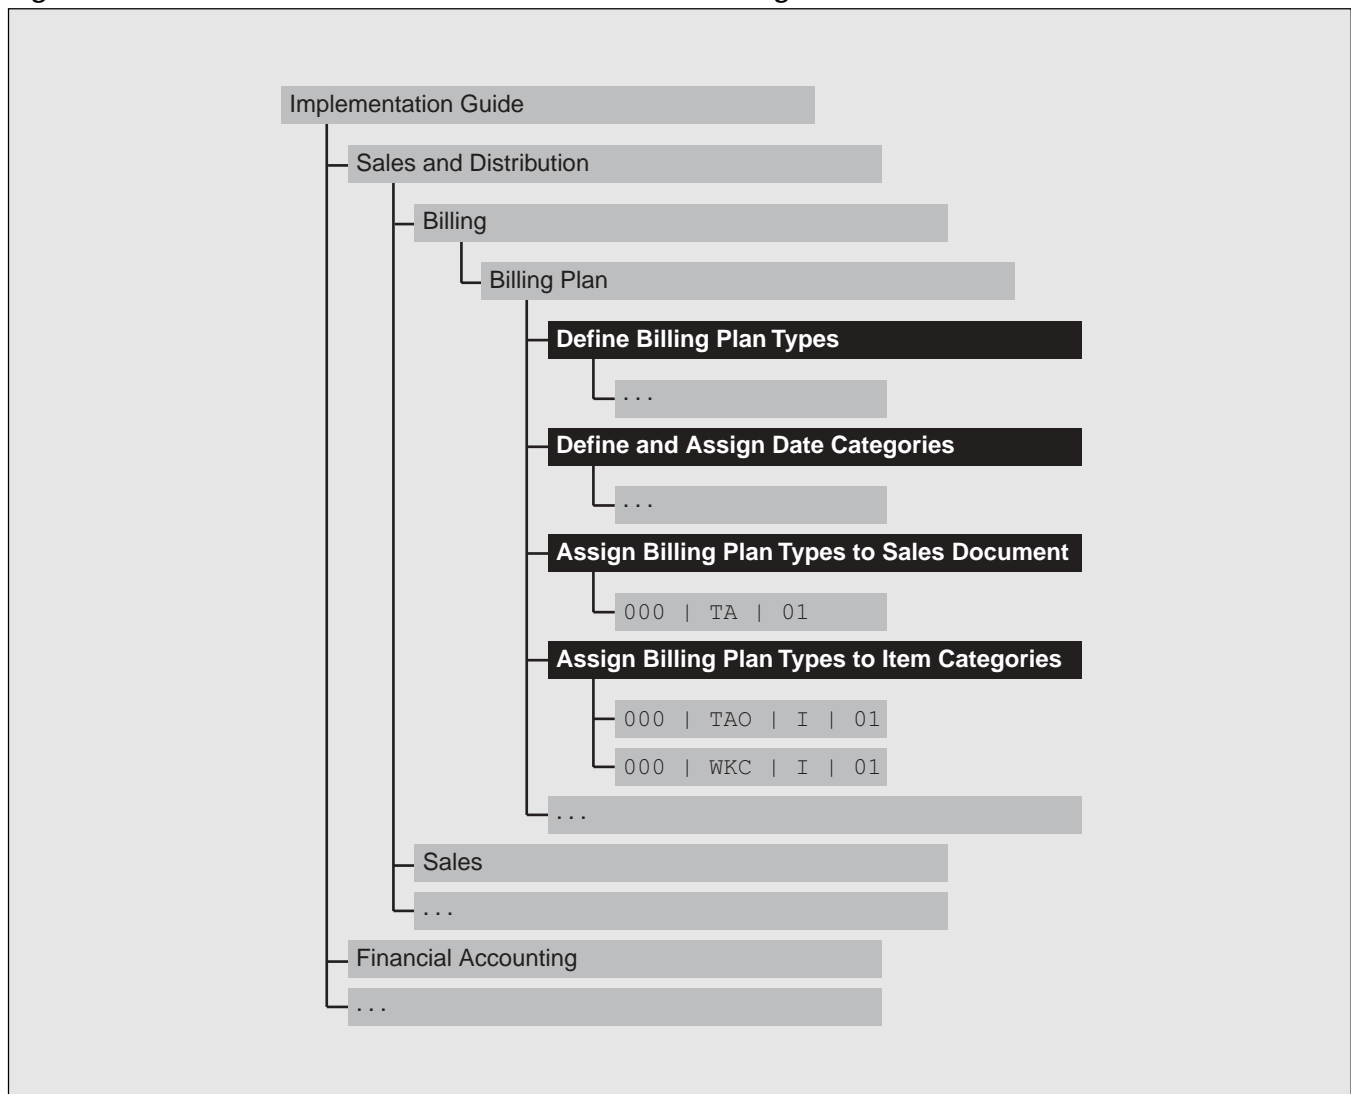 Implementation Guide
Sales and Distribution
Billing
Billing Plan
Define Billing Plan Types
. . .
Define and Assign Date Categories
. . .
Assign Billing Plan Types to Sales Document
000 | TA | 01
Assign Billing Plan Types to Item Categories
000 | TAO | I | 01
000 | WKC | I | 01
. . .
Sales
. . .
Financial Accounting
. . .